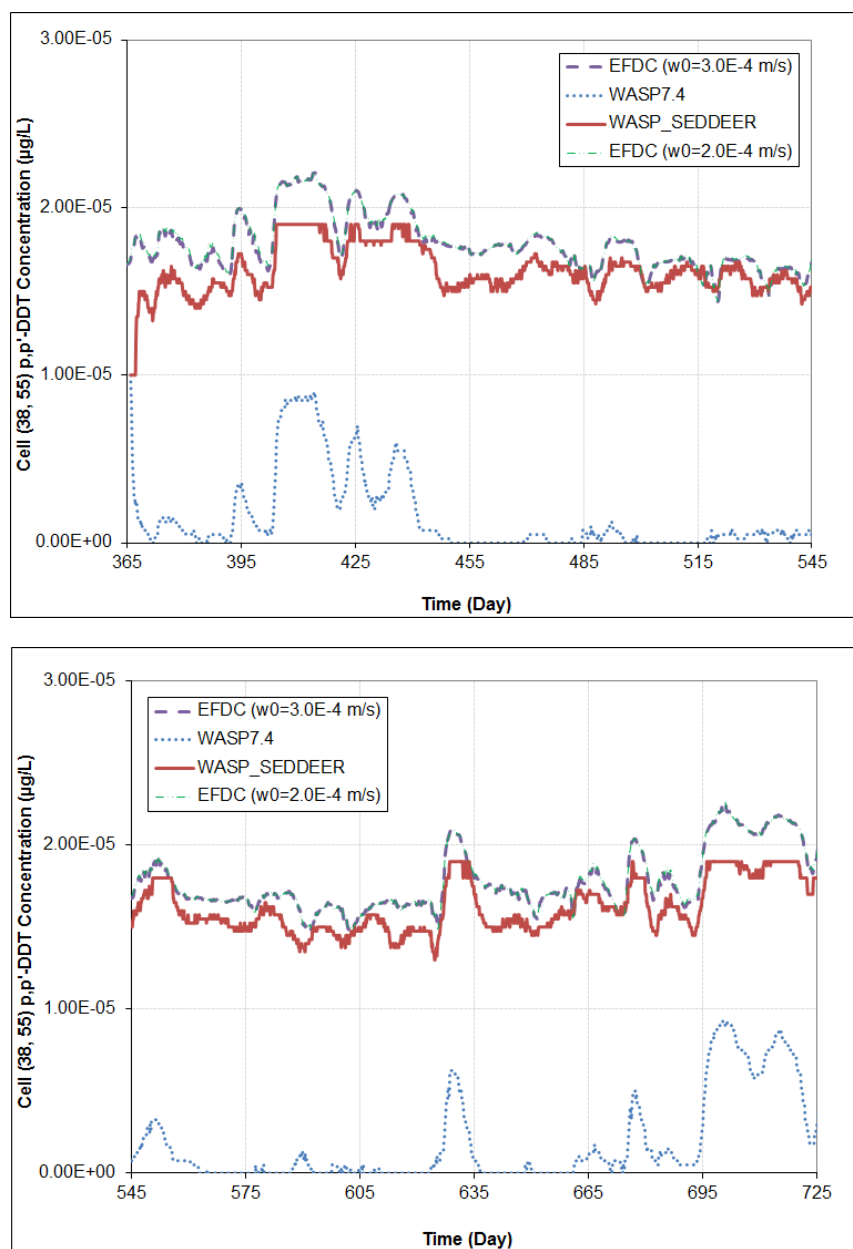 3.00E-05
2.00E-05
1.00E-05
0.00E+00
Cell (38, 55) p,p'-DDT Concentration (µg/L)
EFDC (w0=3.0E-4 m/s)
WASP7.4
WASP_SEDDEER
EFDC (w0=2.0E-4 m/s)
365 395 425 455 485 515 545
Time (Day)
3.00E-05
2.00E-05
1.00E-05
0.00E+00
Cell (38, 55) p,p'-DDT Concentration (µg/L)
EFDC (w0=3.0E-4 m/s)
WASP7.4
WASP_SEDDEER
EFDC (w0=2.0E-4 m/s)
545 575 605 635 665 695 725
Time (Day)